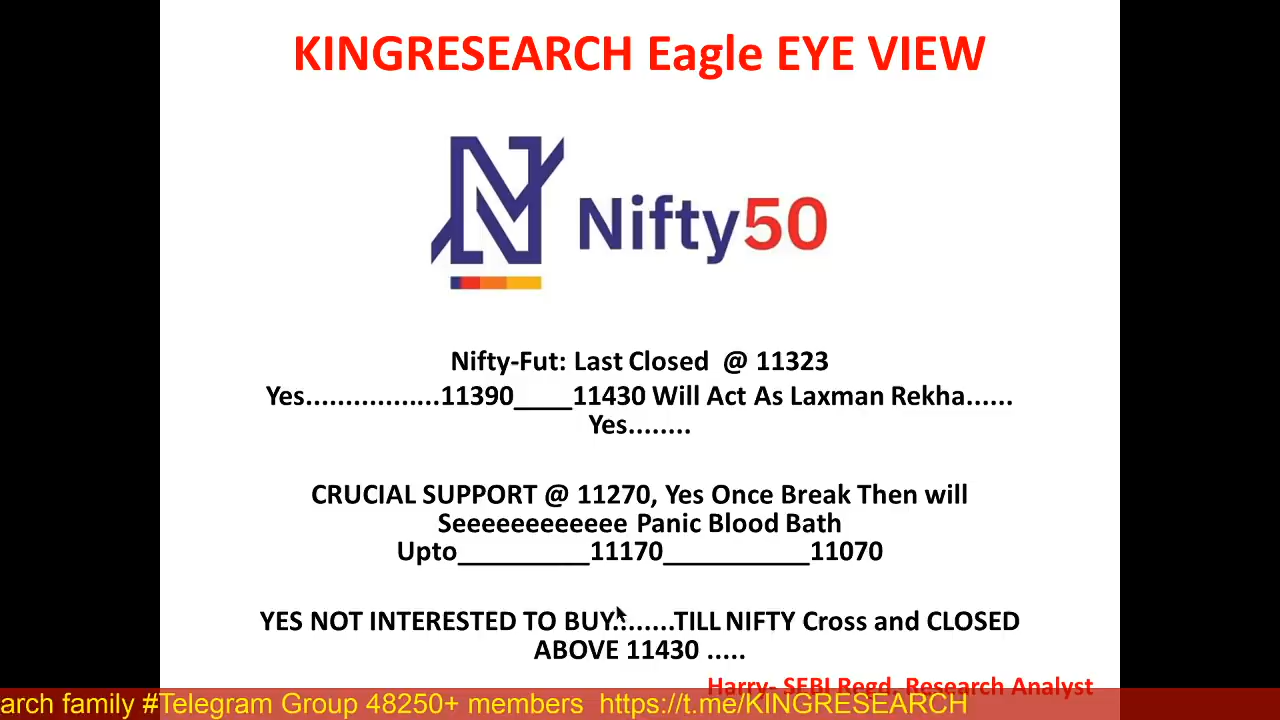 KINGRESEARCH Eagle EYE VIEW
Nifty50
Nifty-Fut: Last Closed @ 11323
Yes.................11390____11430 Will Act As Laxman Rekha......
Yes........
CRUCIAL SUPPORT @ 11270, Yes Once Break Then will
Seeeeeeeeeeee Panic Blood Bath
Upto_________11170__________11070
YES NOT INTERESTED TO BUY........TILL NIFTY Cross and CLOSED
ABOVE 11430 .....
Harry- SEBI Regd. Research Analyst
arch family #Telegram Group 48250+ members https://t.me/KINGRESEARCH